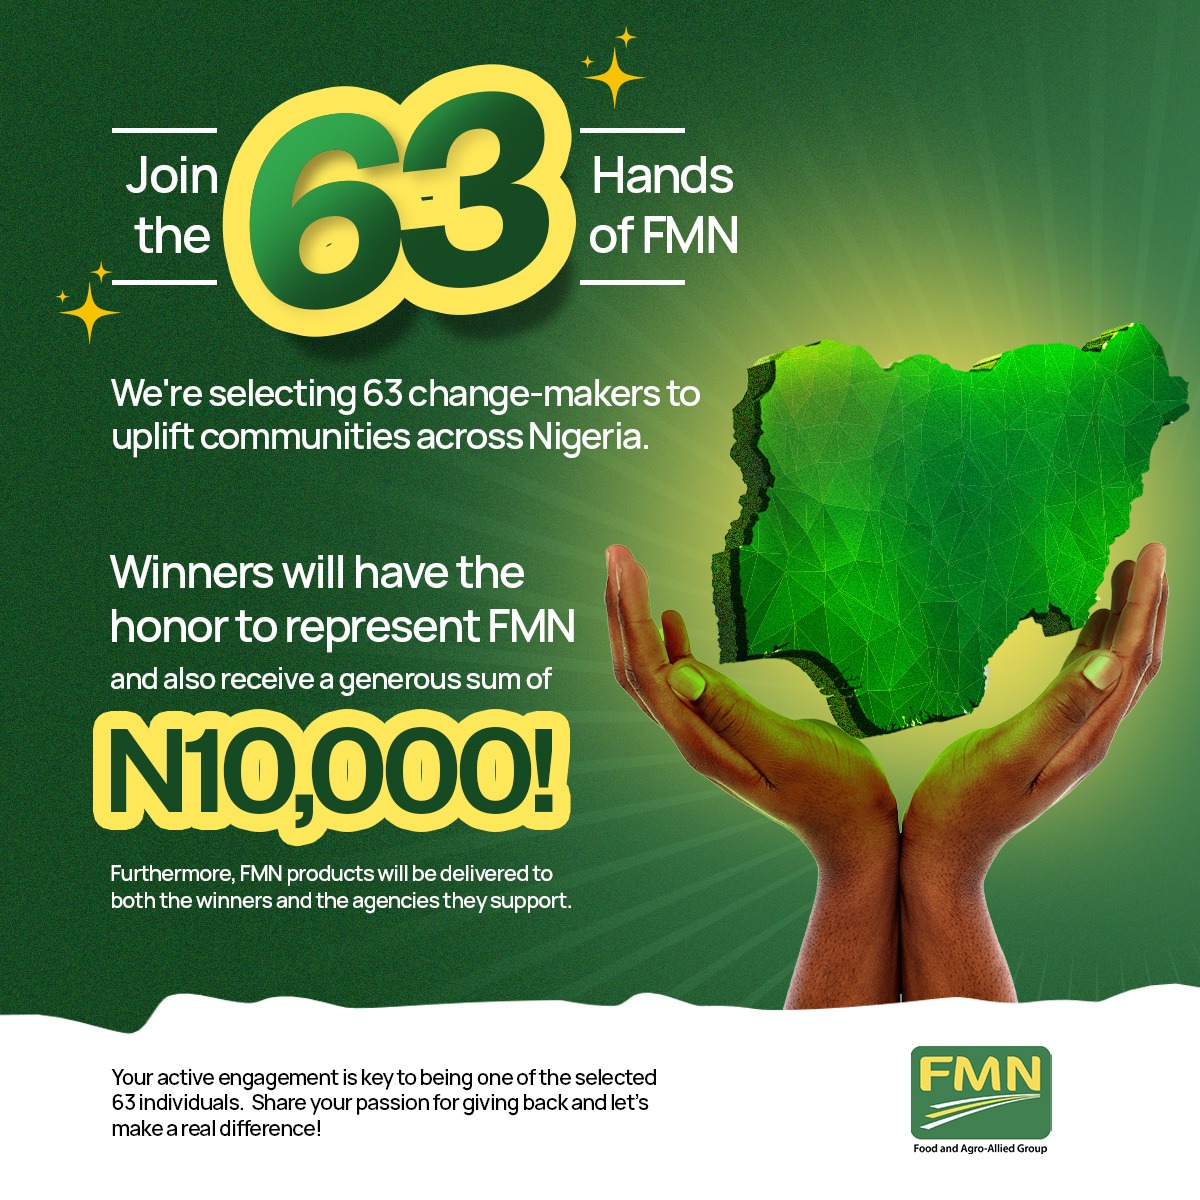 Join
the
63
Hands
of FMN
We're selecting 63 change-makers to
uplift communities across Nigeria.
Winners will have the
honor to represent FMN
and also receive a generous sum of
N10,000!
Furthermore, FMN products will be delivered to
both the winners and the agencies they support.
Your active engagement is key to being one of the selected
63 individuals.  Share your passion for giving back and let's
make a real difference!
FMN
Food and Agro-Allied Group